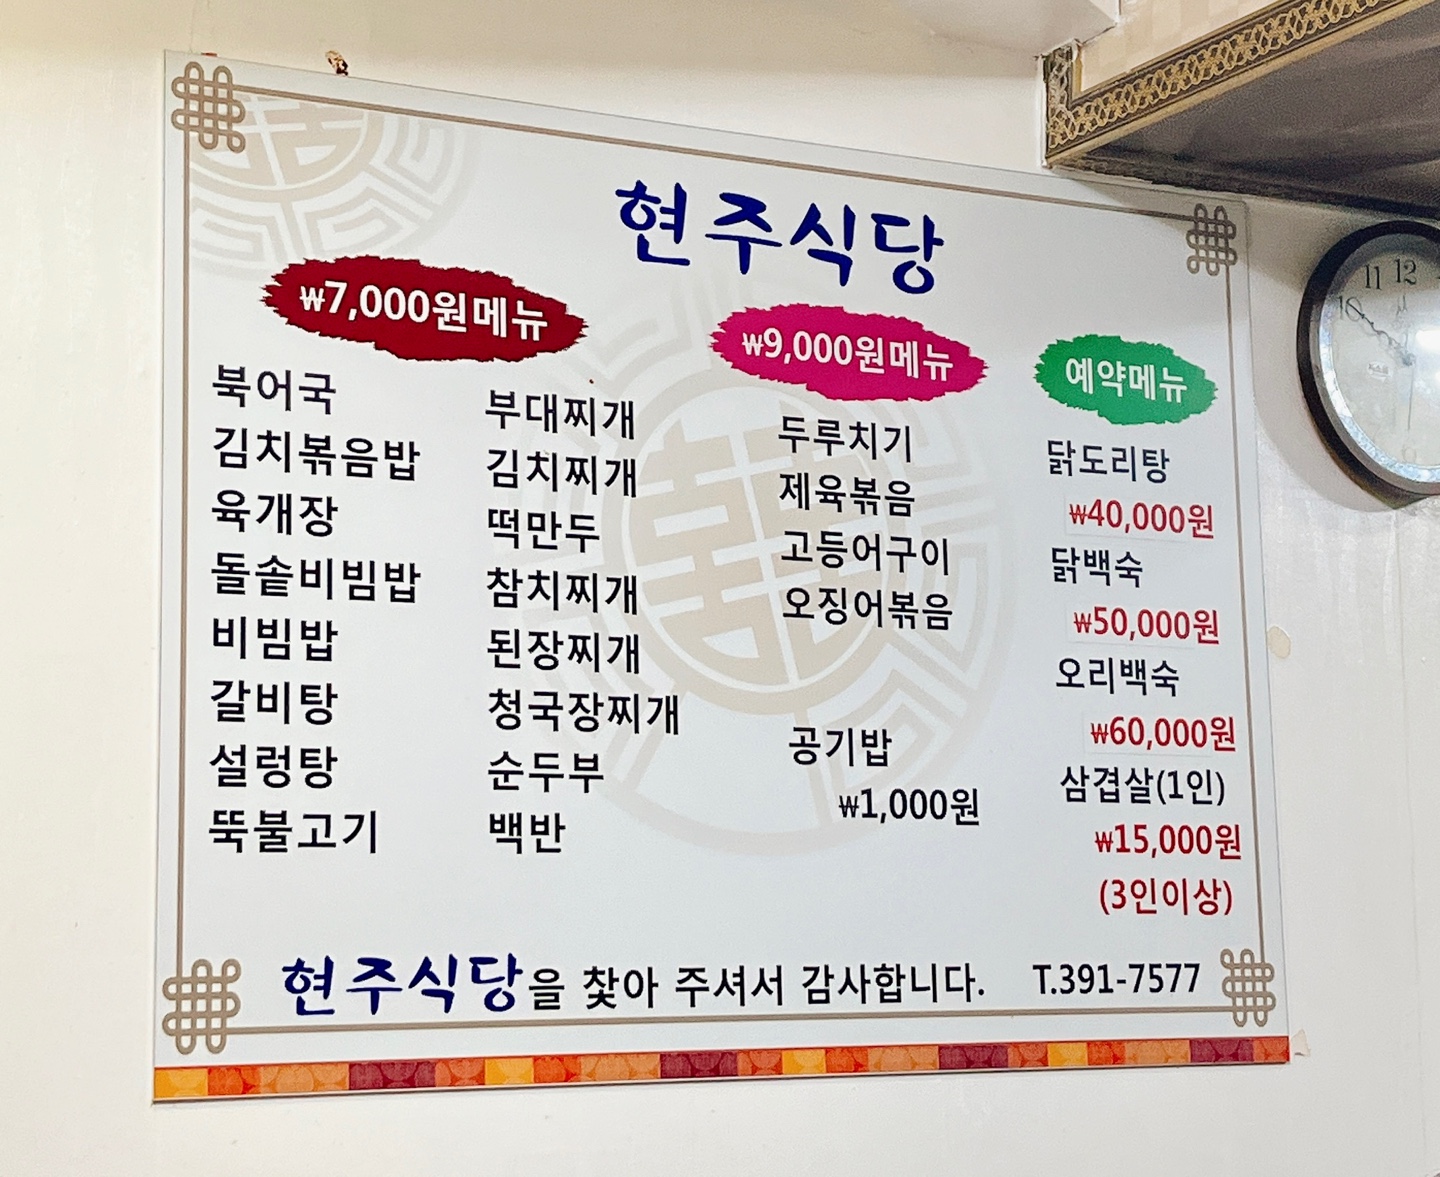 현주식당
₩7,000원메뉴
북어국
김치볶음밥
육개장
돌솥비빔밥
비빔밥
갈비탕
설렁탕
뚝불고기
부대찌개
김치찌개
떡만두
참치찌개
된장찌개
청국장찌개
순두부
백반
₩9,000원메뉴
두루치기
제육볶음
고등어구이
오징어볶음
공기밥
₩1,000원
예약메뉴
닭도리탕
₩40,000원
닭백숙
₩50,000원
오리백숙
₩60,000원
삼겹살(1인)
₩15,000원
(3인이상)
현주식당을 찾아 주셔서 감사합니다. T.391-7577
10 11 12